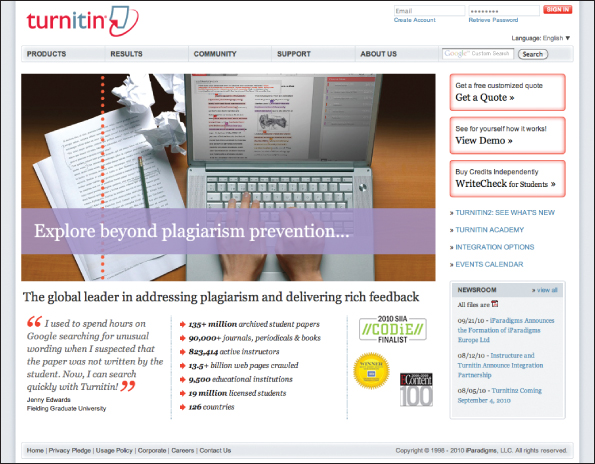 turnitin
Email
••••••••
SIGN IN
Create Account
Retrieve Password
Language: English ▼
PRODUCTS
RESULTS
COMMUNITY
SUPPORT
ABOUT US
Google™ Custom Search
Search
Get a free customized quote
Get a Quote »
See for yourself how it works!
View Demo »
Buy Credits Independently
WriteCheck for Students »
Explore beyond plagiarism prevention...
» TURNITIN2: SEE WHAT'S NEW
» TURNITIN ACADEMY
» INTEGRATION OPTIONS
» EVENTS CALENDAR
The global leader in addressing plagiarism and delivering rich feedback
“ I used to spend hours on
Google searching for unusual
wording when I suspected that
the paper was not written by the
student. Now, I can search
quickly with Turnitin! ”
Jenny Edwards
Fielding Graduate University
135+ million archived student papers
90,000+ journals, periodicals & books
823,414 active instructors
13.5+ billion web pages crawled
9,500 educational institutions
19 million licensed students
126 countries
2010 SIIA
//CODiE//
FINALIST
WINNER
eContent
100
NEWSROOM
» view all
All files are
09/21/10 - iParadigms Announces
the Formation of iParadigms
Europe Ltd
08/12/10 - Instructure and
Turnitin Announce Integration
Partnership
08/05/10 - Turnitin2 Coming
September 4, 2010
Home | Privacy Pledge | Usage Policy | Corporate | Careers | Contact Us
Copyright © 1998 - 2010 iParadigms, LLC. All rights reserved.